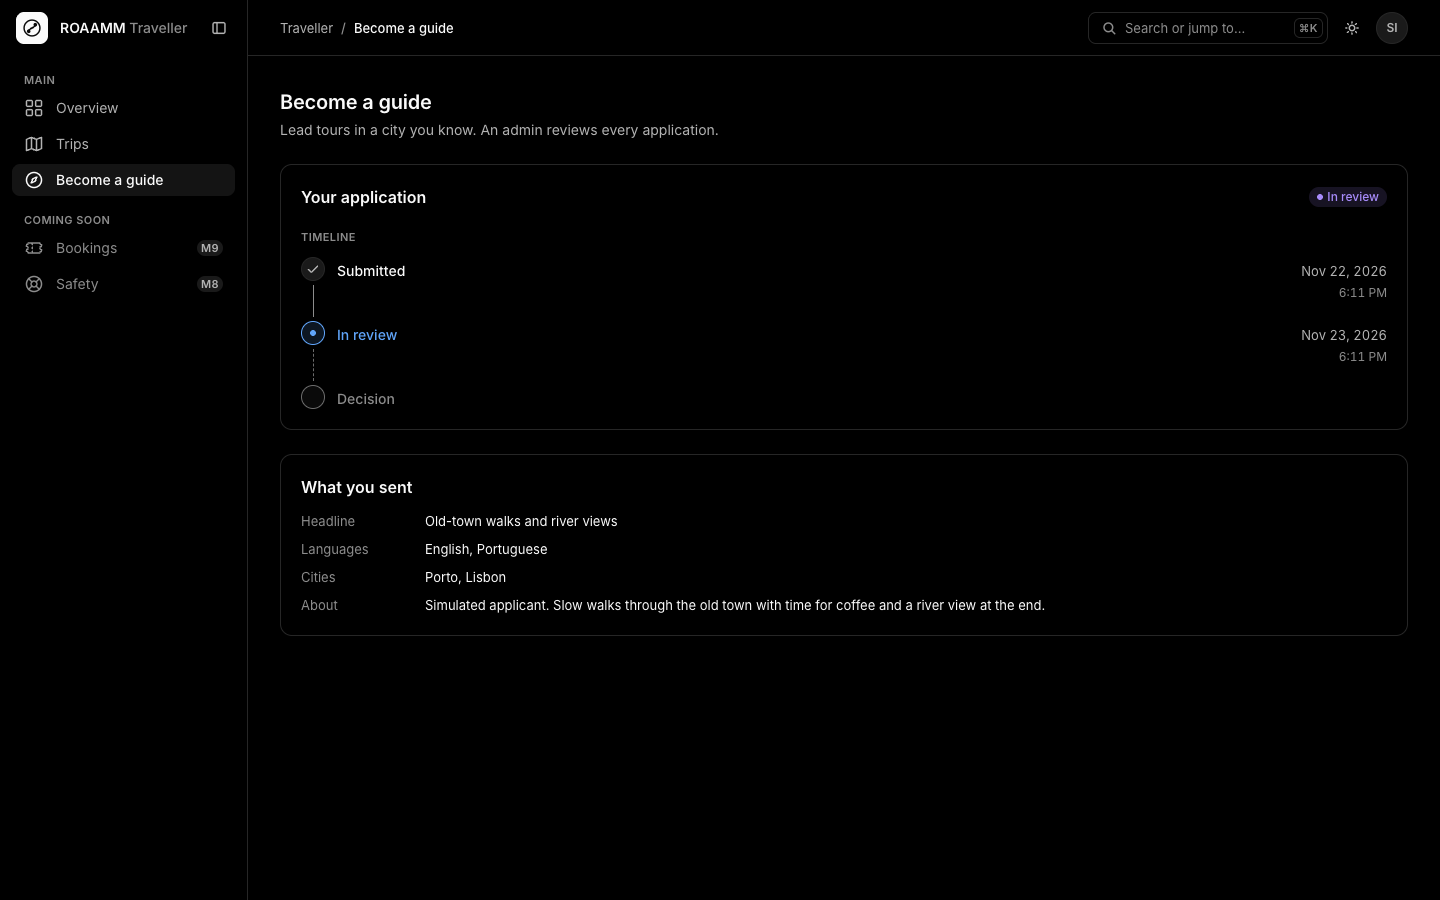 ROAAMM Traveller
Traveller / Become a guide
Search or jump to...
⌘K
SI
MAIN
Overview
Trips
Become a guide
COMING SOON
Bookings
M9
Safety
M8
Become a guide
Lead tours in a city you know. An admin reviews every application.
Your application
In review
TIMELINE
Submitted
Nov 22, 2026
6:11 PM
In review
Nov 23, 2026
6:11 PM
Decision
What you sent
Headline Old-town walks and river views
Languages English, Portuguese
Cities Porto, Lisbon
About Simulated applicant. Slow walks through the old town with time for coffee and a river view at the end.